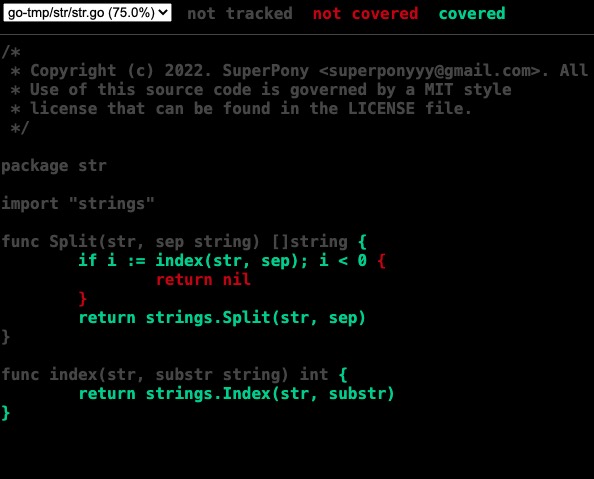 go-tmp/str/str.go (75.0%) not tracked not covered covered
/*
 * Copyright (c) 2022. SuperPony <superponyyy@gmail.com>. All
 * Use of this source code is governed by a MIT style
 * license that can be found in the LICENSE file.
 */
package str
import "strings"
func Split(str, sep string) []string {
        if i := index(str, sep); i < 0 {
                return nil
        }
        return strings.Split(str, sep)
}
func index(str, substr string) int {
        return strings.Index(str, substr)
}